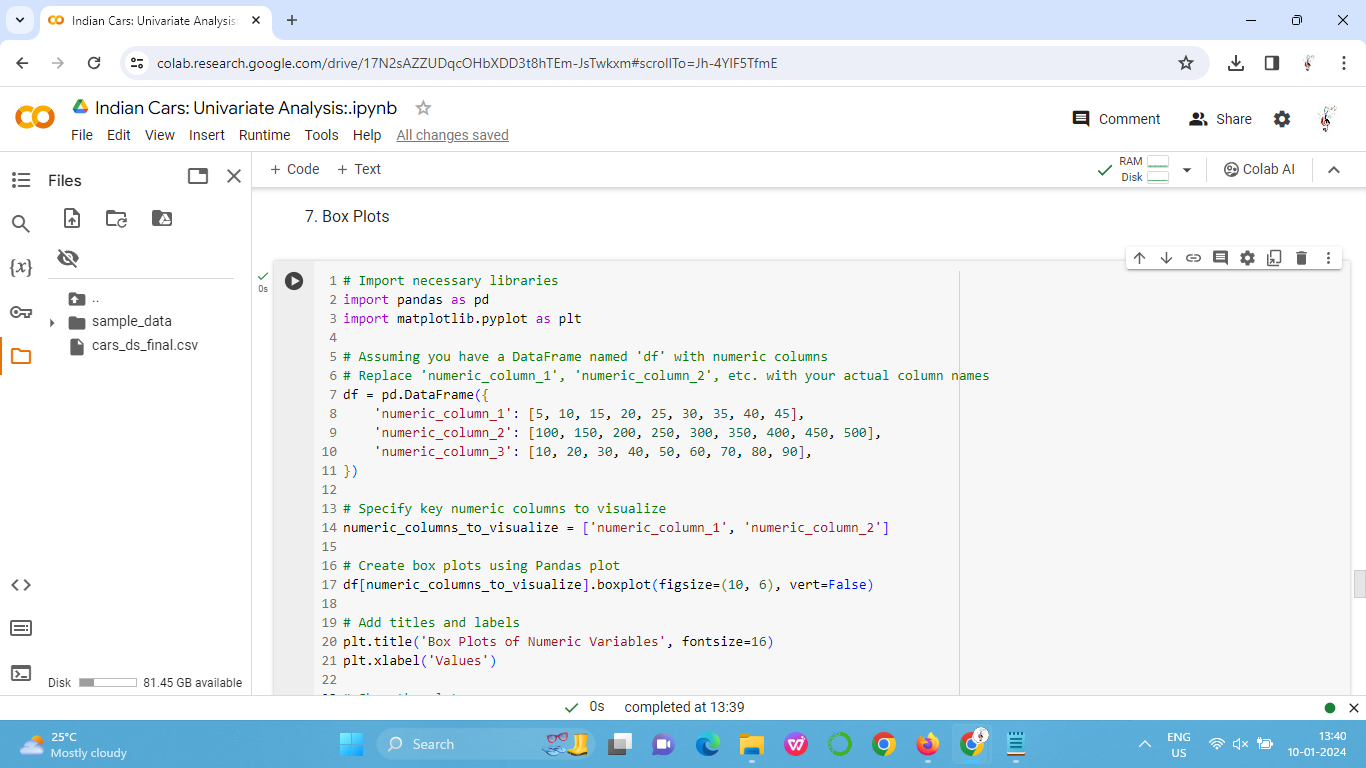 Indian Cars: Univariate Analysis
colab.research.google.com/drive/17N2sAZZUDqcOHbXDD3t8hTEm-JsTwkxm#scrollTo=Jh-4YIF5TfmE
Indian Cars: Univariate Analysis:.ipynb
File Edit View Insert Runtime Tools Help All changes saved
Comment Share
Files
+ Code + Text
RAM
Disk
Colab AI
7. Box Plots
{x}
..
sample_data
cars_ds_final.csv
0s
1 # Import necessary libraries
2 import pandas as pd
3 import matplotlib.pyplot as plt
4
5 # Assuming you have a DataFrame named 'df' with numeric columns
6 # Replace 'numeric_column_1', 'numeric_column_2', etc. with your actual column names
7 df = pd.DataFrame({
8     'numeric_column_1': [5, 10, 15, 20, 25, 30, 35, 40, 45],
9     'numeric_column_2': [100, 150, 200, 250, 300, 350, 400, 450, 500],
10     'numeric_column_3': [10, 20, 30, 40, 50, 60, 70, 80, 90],
11 })
12
13 # Specify key numeric columns to visualize
14 numeric_columns_to_visualize = ['numeric_column_1', 'numeric_column_2']
15
16 # Create box plots using Pandas plot
17 df[numeric_columns_to_visualize].boxplot(figsize=(10, 6), vert=False)
18
19 # Add titles and labels
20 plt.title('Box Plots of Numeric Variables', fontsize=16)
21 plt.xlabel('Values')
22
Disk 81.45 GB available
0s completed at 13:39
25°C
Mostly cloudy
Search
ENG
US
13:40
10-01-2024